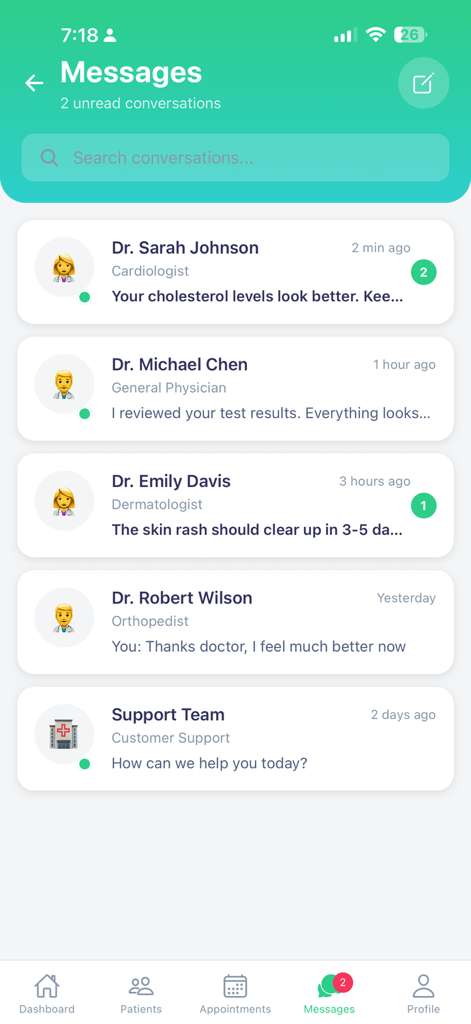 7:18
26
Messages
2 unread conversations
Search conversations...
Dr. Sarah Johnson
2 min ago
Cardiologist
2
Your cholesterol levels look better. Kee...
Dr. Michael Chen
1 hour ago
General Physician
I reviewed your test results. Everything looks...
Dr. Emily Davis
3 hours ago
Dermatologist
1
The skin rash should clear up in 3-5 da...
Dr. Robert Wilson
Yesterday
Orthopedist
You: Thanks doctor, I feel much better now
Support Team
2 days ago
Customer Support
How can we help you today?
2
Dashboard
Patients
Appointments
Messages
Profile